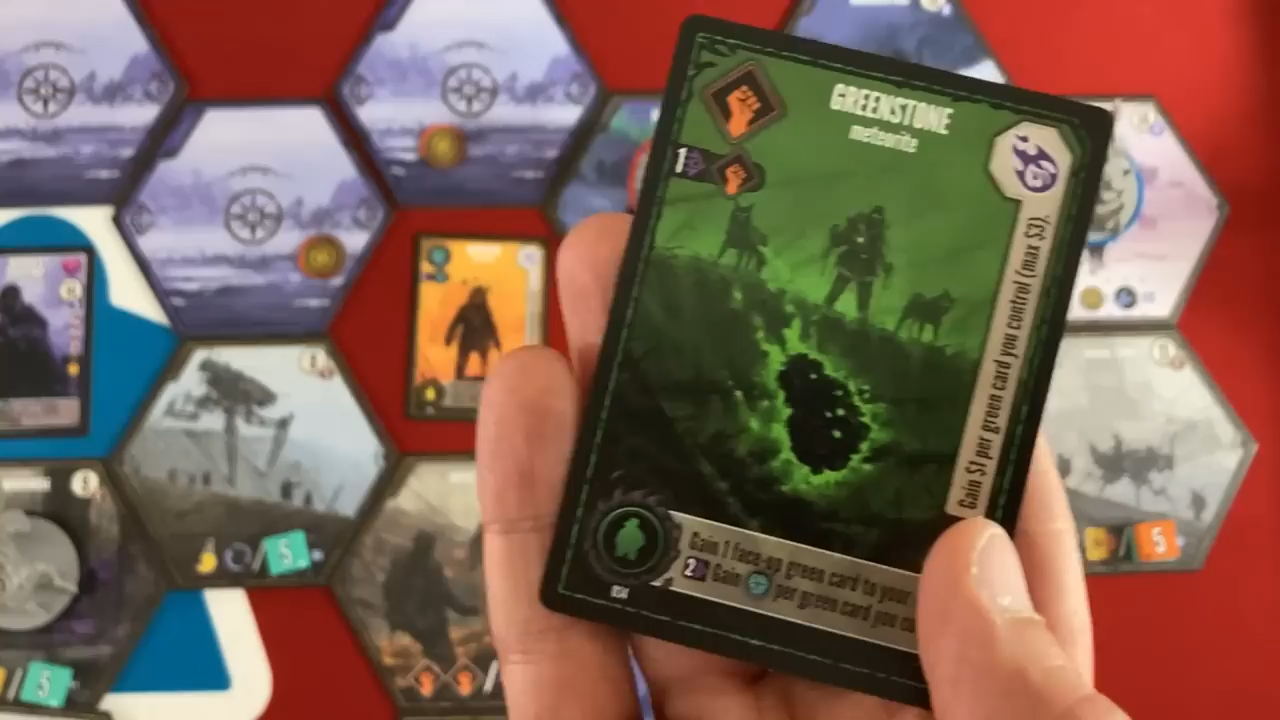 GREENSTONE
meteorite
1
Gain $1 per green card you control (max $3).
Gain 1 face-up green card to your
2 Gain per green card you
5
5
5